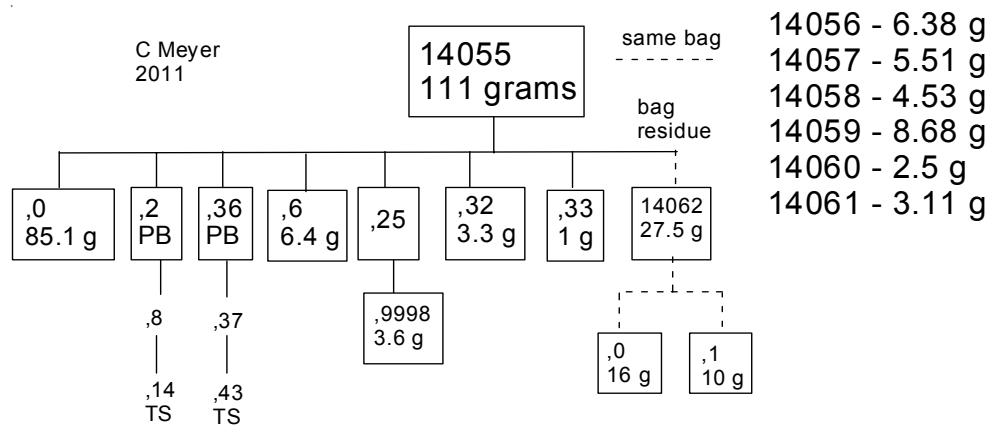 C Meyer
2011
14055
111 grams
same bag
bag
residue
14056 - 6.38 g
14057 - 5.51 g
14058 - 4.53 g
14059 - 8.68 g
14060 - 2.5 g
14061 - 3.11 g
,0
85.1 g
,2
PB
,36
PB
,6
6.4 g
,25
,32
3.3 g
,33
1 g
14062
27.5 g
,8
,37
,9998
3.6 g
,0
16 g
,1
10 g
,14
TS
,43
TS